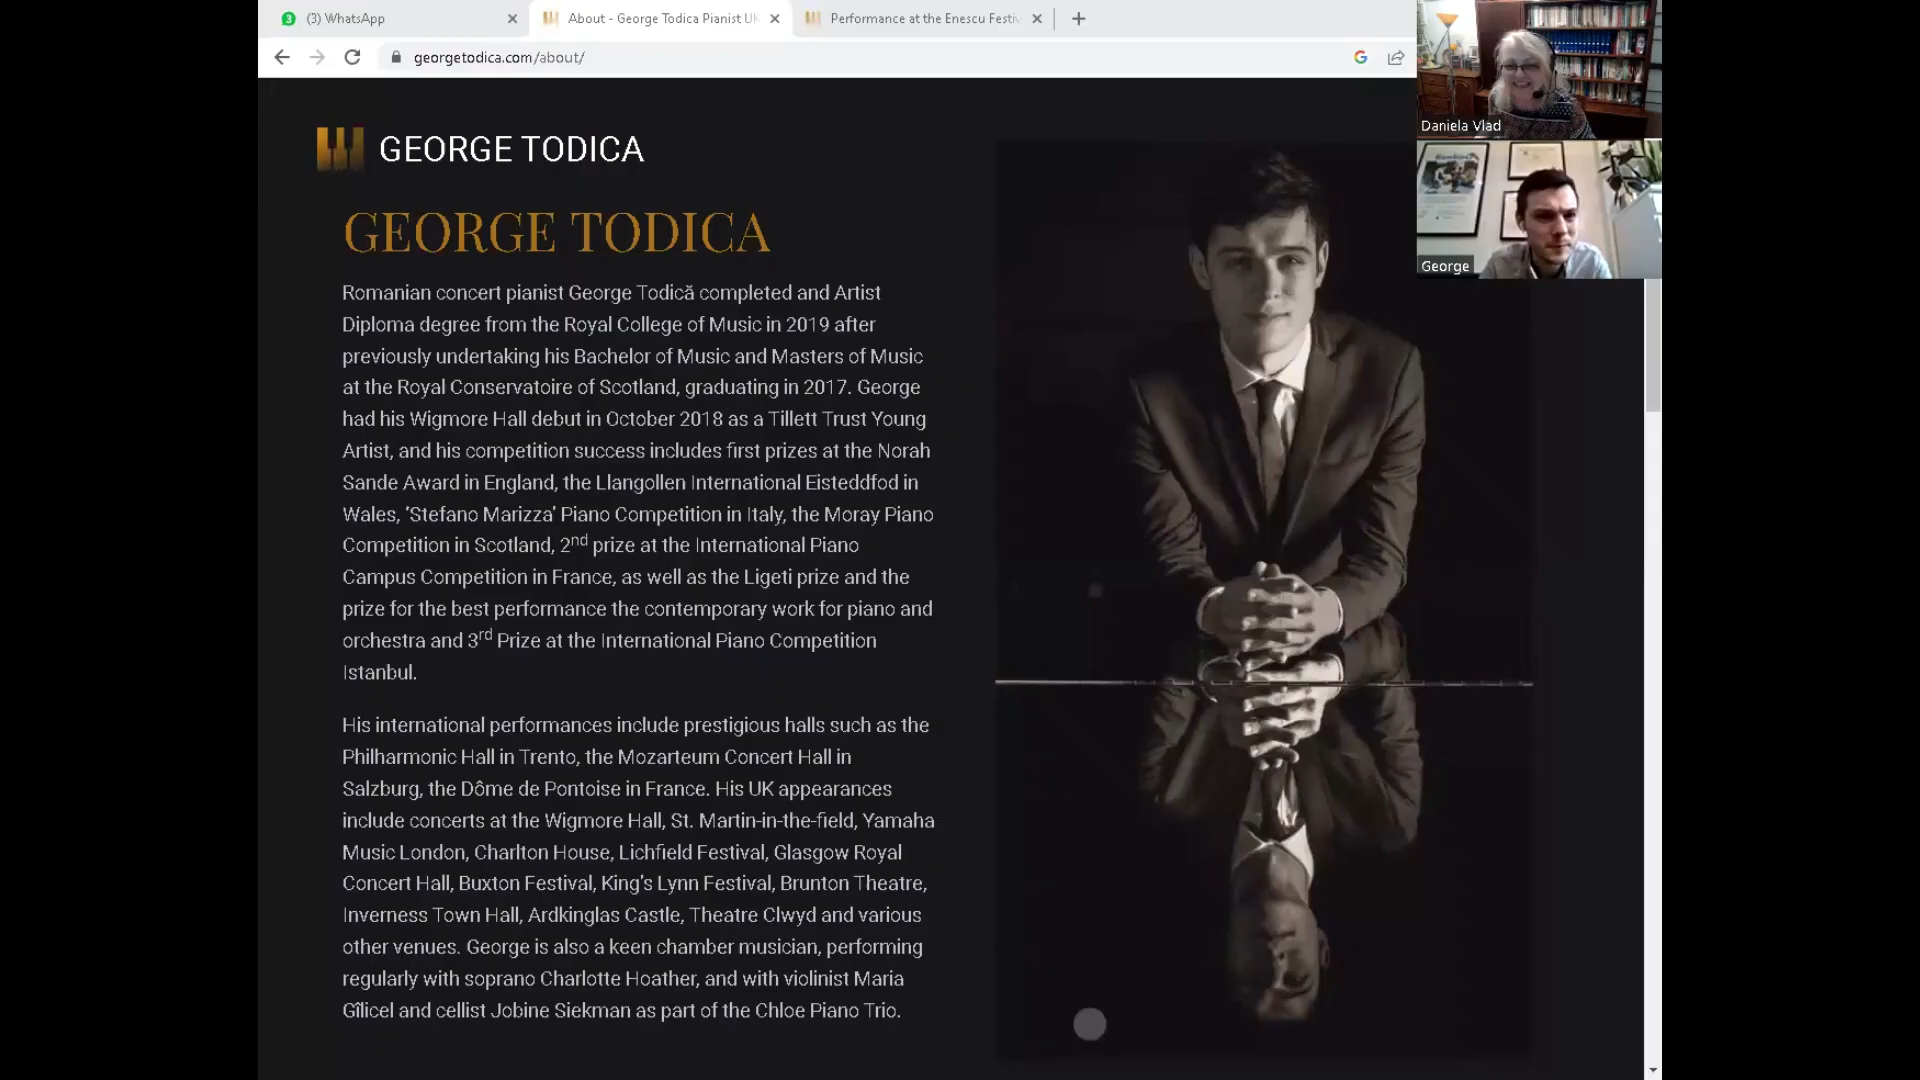 (3) WhatsApp
About - George Todica Pianist UK
Performance at the Enescu Festiv
georgetodica.com/about/
GEORGE TODICA
GEORGE TODICA
Romanian concert pianist George Todică completed and Artist
Diploma degree from the Royal College of Music in 2019 after
previously undertaking his Bachelor of Music and Masters of Music
at the Royal Conservatoire of Scotland, graduating in 2017. George
had his Wigmore Hall debut in October 2018 as a Tillett Trust Young
Artist, and his competition success includes first prizes at the Norah
Sande Award in England, the Llangollen International Eisteddfod in
Wales, 'Stefano Marizza' Piano Competition in Italy, the Moray Piano
Competition in Scotland, 2nd prize at the International Piano
Campus Competition in France, as well as the Ligeti prize and the
prize for the best performance the contemporary work for piano and
orchestra and 3rd Prize at the International Piano Competition
Istanbul.
His international performances include prestigious halls such as the
Philharmonic Hall in Trento, the Mozarteum Concert Hall in
Salzburg, the Dôme de Pontoise in France. His UK appearances
include concerts at the Wigmore Hall, St. Martin-in-the-field, Yamaha
Music London, Charlton House, Lichfield Festival, Glasgow Royal
Concert Hall, Buxton Festival, King's Lynn Festival, Brunton Theatre,
Inverness Town Hall, Ardkinglas Castle, Theatre Clwyd and various
other venues. George is also a keen chamber musician, performing
regularly with soprano Charlotte Hoather, and with violinist Maria
Gîlicel and cellist Jobine Siekman as part of the Chloe Piano Trio.
Daniela Vlad
George